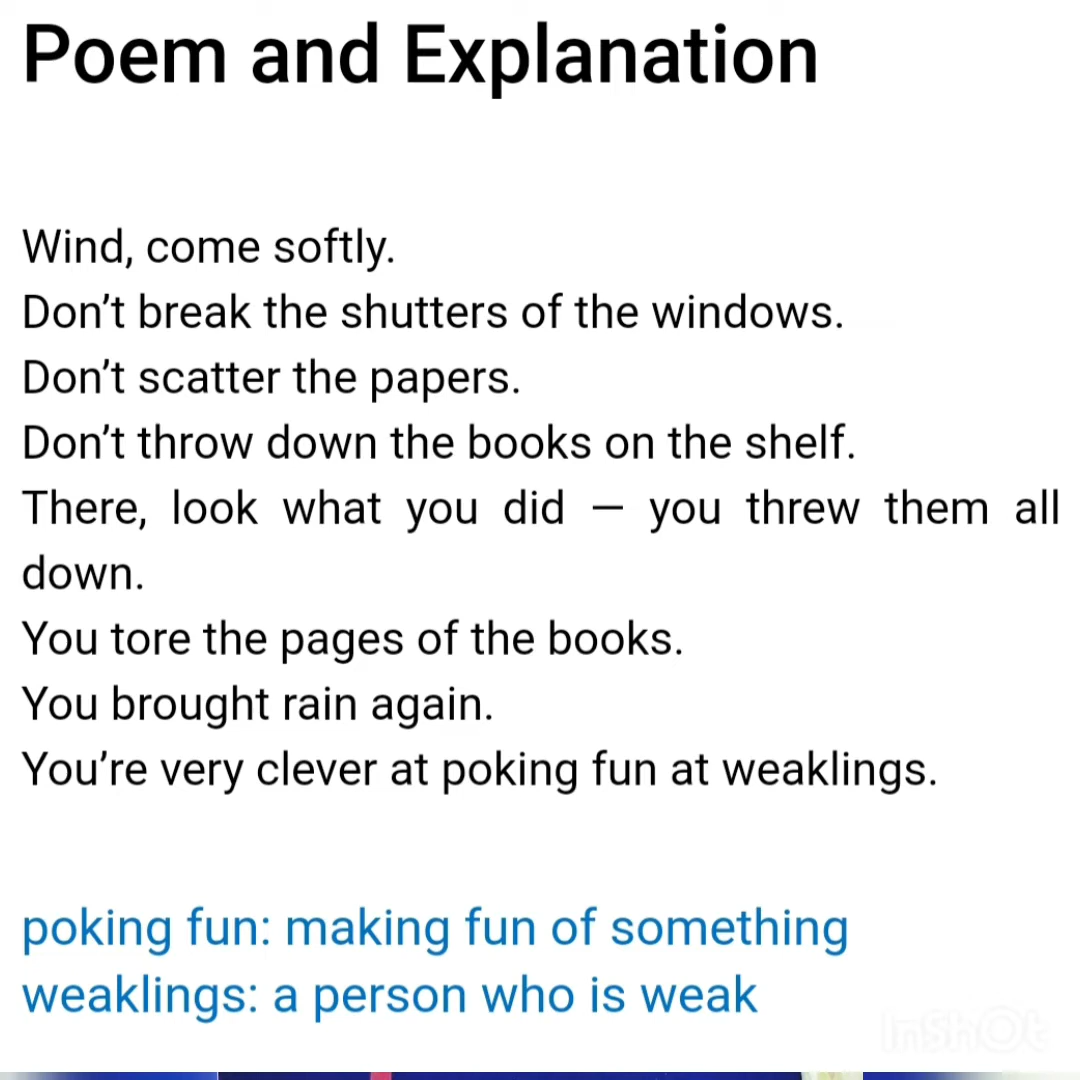 Poem and Explanation
Wind, come softly.
Don’t break the shutters of the windows.
Don’t scatter the papers.
Don’t throw down the books on the shelf.
There, look what you did – you threw them all
down.
You tore the pages of the books.
You brought rain again.
You’re very clever at poking fun at weaklings.
poking fun: making fun of something
weaklings: a person who is weak
InShOt